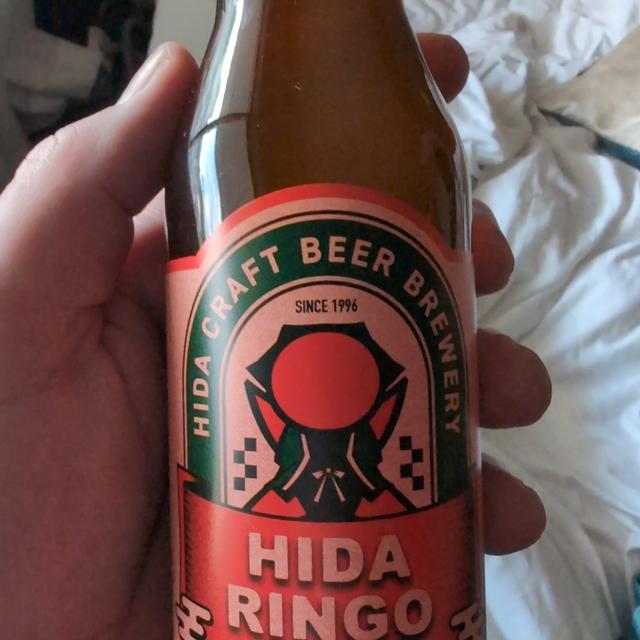 HIDA CRAFT BEER BREWERY
SINCE 1996
HIDA
RINGO